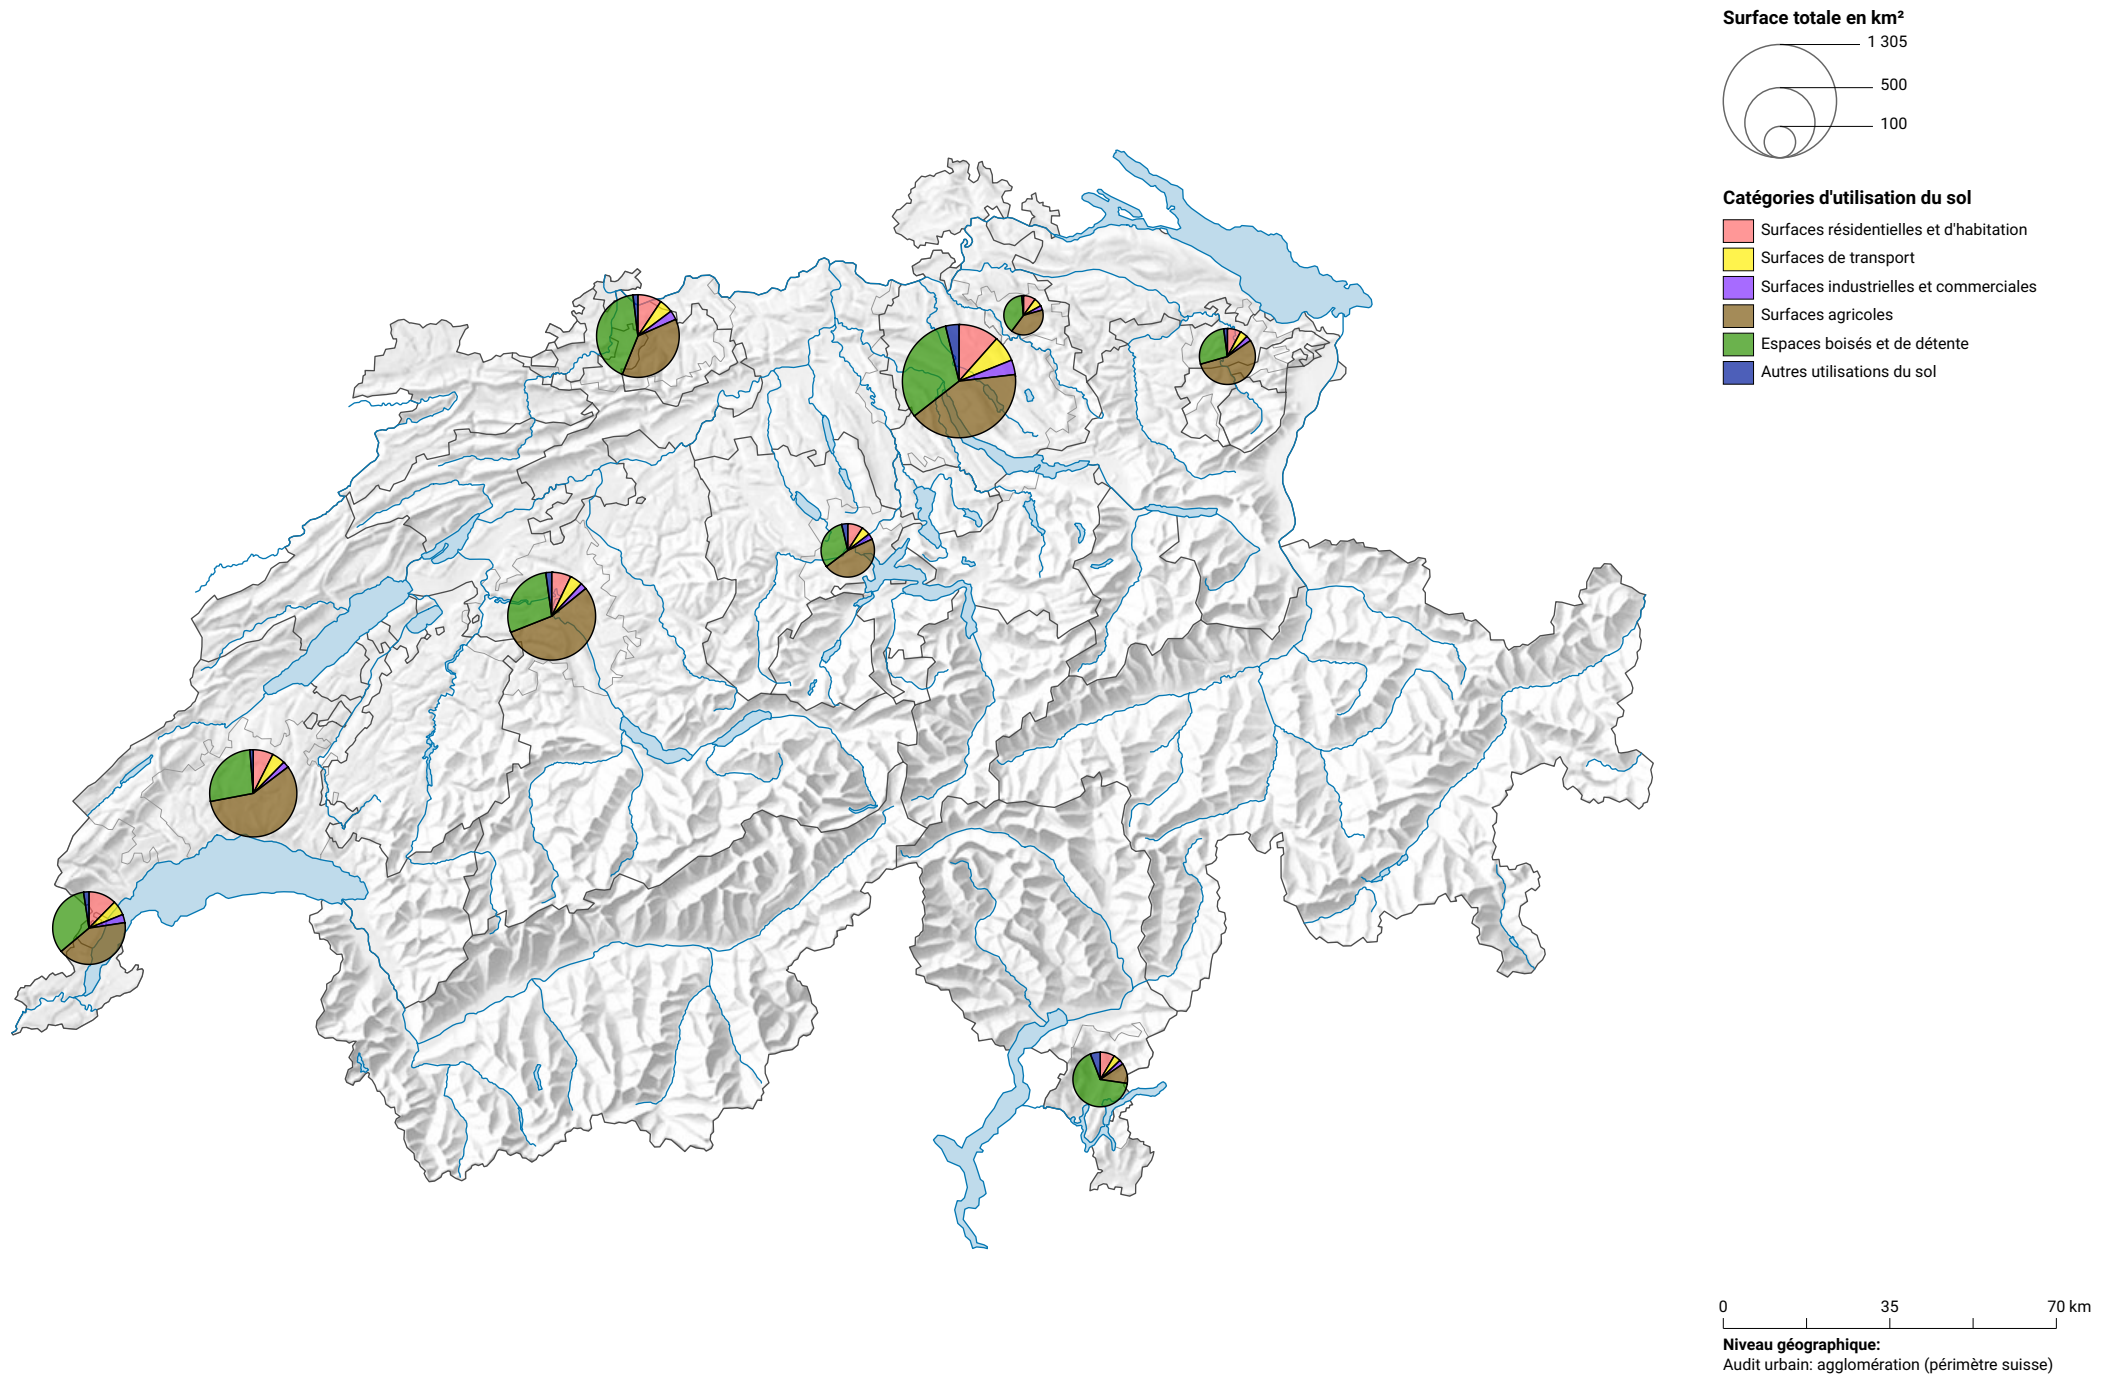 Surface totale en km²
1 305
500
100
Catégories d'utilisation du sol
Surfaces résidentielles et d'habitation
Surfaces de transport
Surfaces industrielles et commerciales
Surfaces agricoles
Espaces boisés et de détente
Autres utilisations du sol
0 35 70 km
Niveau géographique:
Audit urbain: agglomération (périmètre suisse)